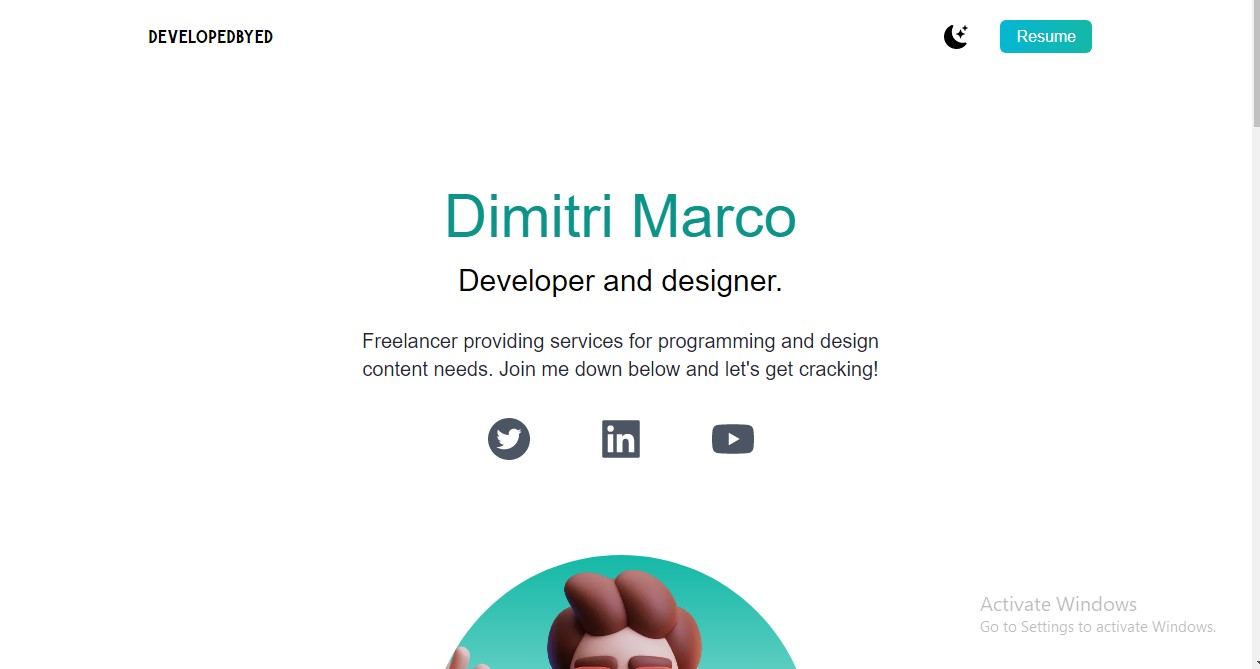 DEVELOPEDBYED
Resume
Dimitri Marco
Developer and designer.
Freelancer providing services for programming and design
content needs. Join me down below and let's get cracking!
in
Activate Windows
Go to Settings to activate Windows.